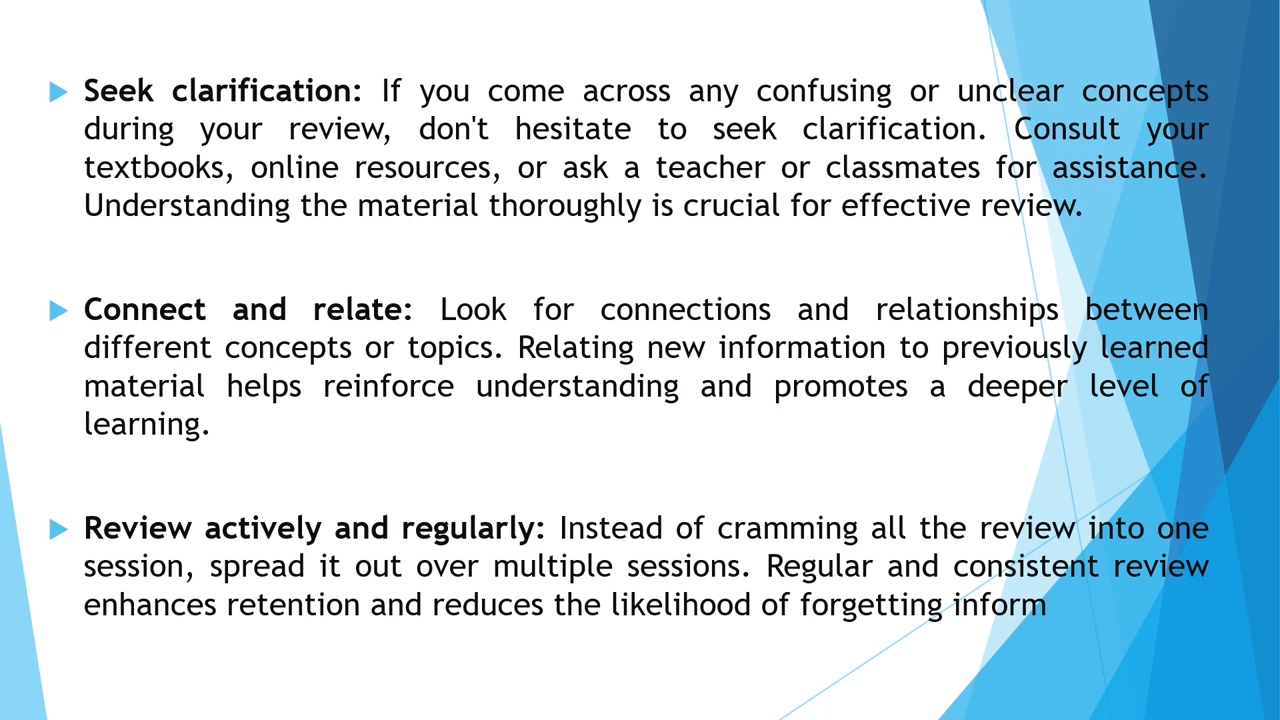 Seek clarification: If you come across any confusing or unclear concepts
during your review, don't hesitate to seek clarification. Consult your
textbooks, online resources, or ask a teacher or classmates for assistance.
Understanding the material thoroughly is crucial for effective review.
Connect and relate: Look for connections and relationships between
different concepts or topics. Relating new information to previously learned
material helps reinforce understanding and promotes a deeper level of
learning.
Review actively and regularly: Instead of cramming all the review into one
session, spread it out over multiple sessions. Regular and consistent review
enhances retention and reduces the likelihood of forgetting inform